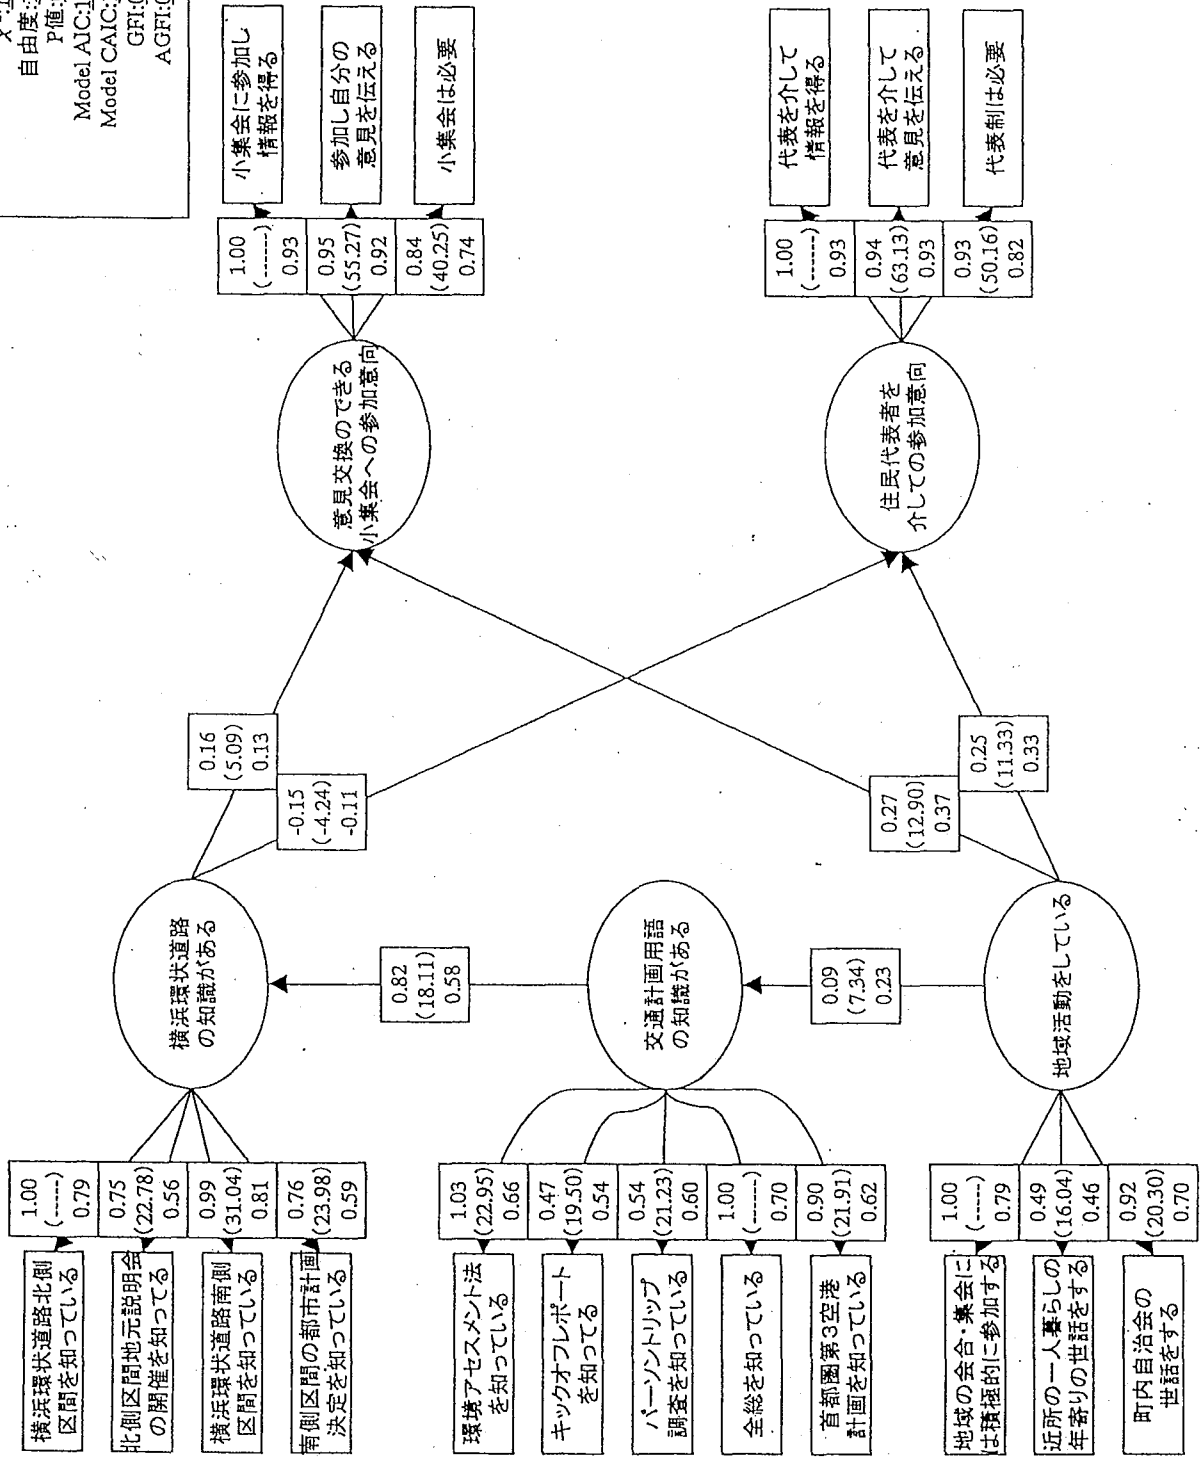 χ²:1
自由度:
P値:
Model AIC:1
Model CAIC:
GFI:0
AGFI:0
小集会に参加し
情報を得る
参加し自分の
意見を伝える
小集会は必要
1.00
(------)
0.93
0.95
(55.27)
0.92
0.84
(40.25)
0.74
代表を介して
情報を得る
代表を介して
意見を伝える
代表制は必要
1.00
(------)
0.93
0.94
(63.13)
0.93
0.93
(50.16)
0.82
意見交換のできる
小集会への参加意向
住民代表者を
介しての参加意向
0.16
(5.09)
0.13
-0.15
(-4.24)
-0.11
0.27
(12.90)
0.37
0.25
(11.33)
0.33
横浜環状道路
の知識がある
0.82
(18.11)
0.58
交通計画用語
の知識がある
0.09
(7.34)
0.23
地域活動をしている
1.00
(------)
0.79
0.75
(22.78)
0.56
0.99
(31.04)
0.81
0.76
(23.98)
0.59
1.03
(22.95)
0.66
0.47
(19.50)
0.54
0.54
(21.23)
0.60
1.00
(------)
0.70
0.90
(21.91)
0.62
1.00
(------)
0.79
0.49
(16.04)
0.46
0.92
(20.30)
0.70
横浜環状道路北側
区間を知っている
北側区間地元説明会
の開催を知ってる
横浜環状道路南側
区間を知っている
南側区間の都市計画
決定を知っている
環境アセスメント法
を知っている
キックオフレポート
を知ってる
パーソントリップ
調査を知っている
全総を知っている
首都圏第3空港
計画を知っている
地域の会合・集会に
は積極的に参加する
近所の一人暮らしの
年寄りの世話をする
町内自治会の
世話をする